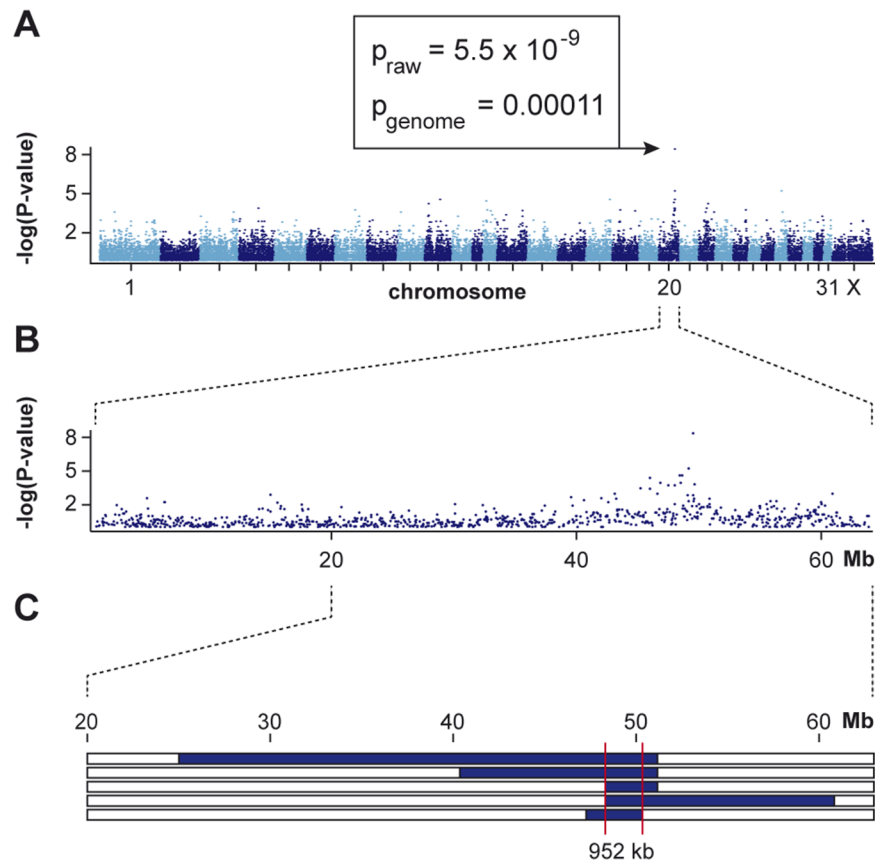 A
p_raw = 5.5 x 10^-9
p_genome = 0.00011
-log(P-value)
8
5
2
1 chromosome 20 31 X
B
-log(P-value)
8
5
2
20 40 60 Mb
C
20 30 40 50 60 Mb
952 kb